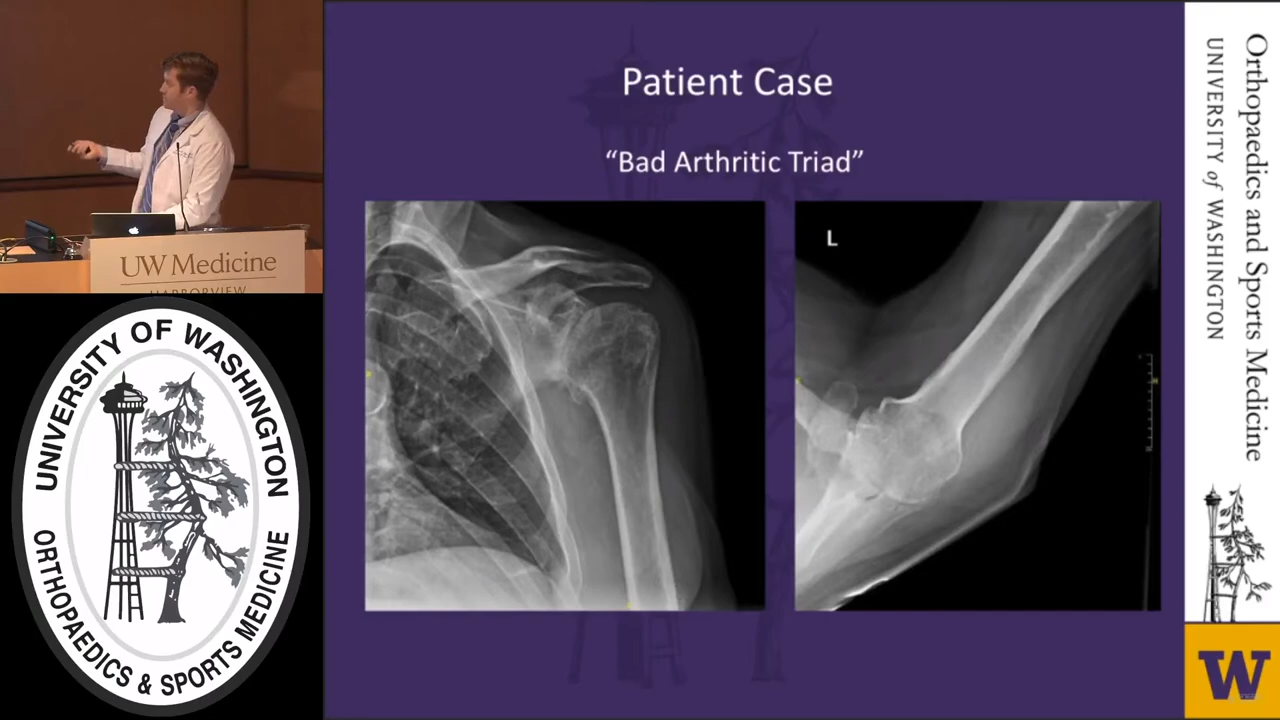 Patient Case
“Bad Arthritic Triad”
L
UW Medicine
HARBORVIEW
UNIVERSITY OF WASHINGTON
ORTHOPAEDICS & SPORTS MEDICINE
Orthopaedics and Sports Medicine
UNIVERSITY of WASHINGTON
W